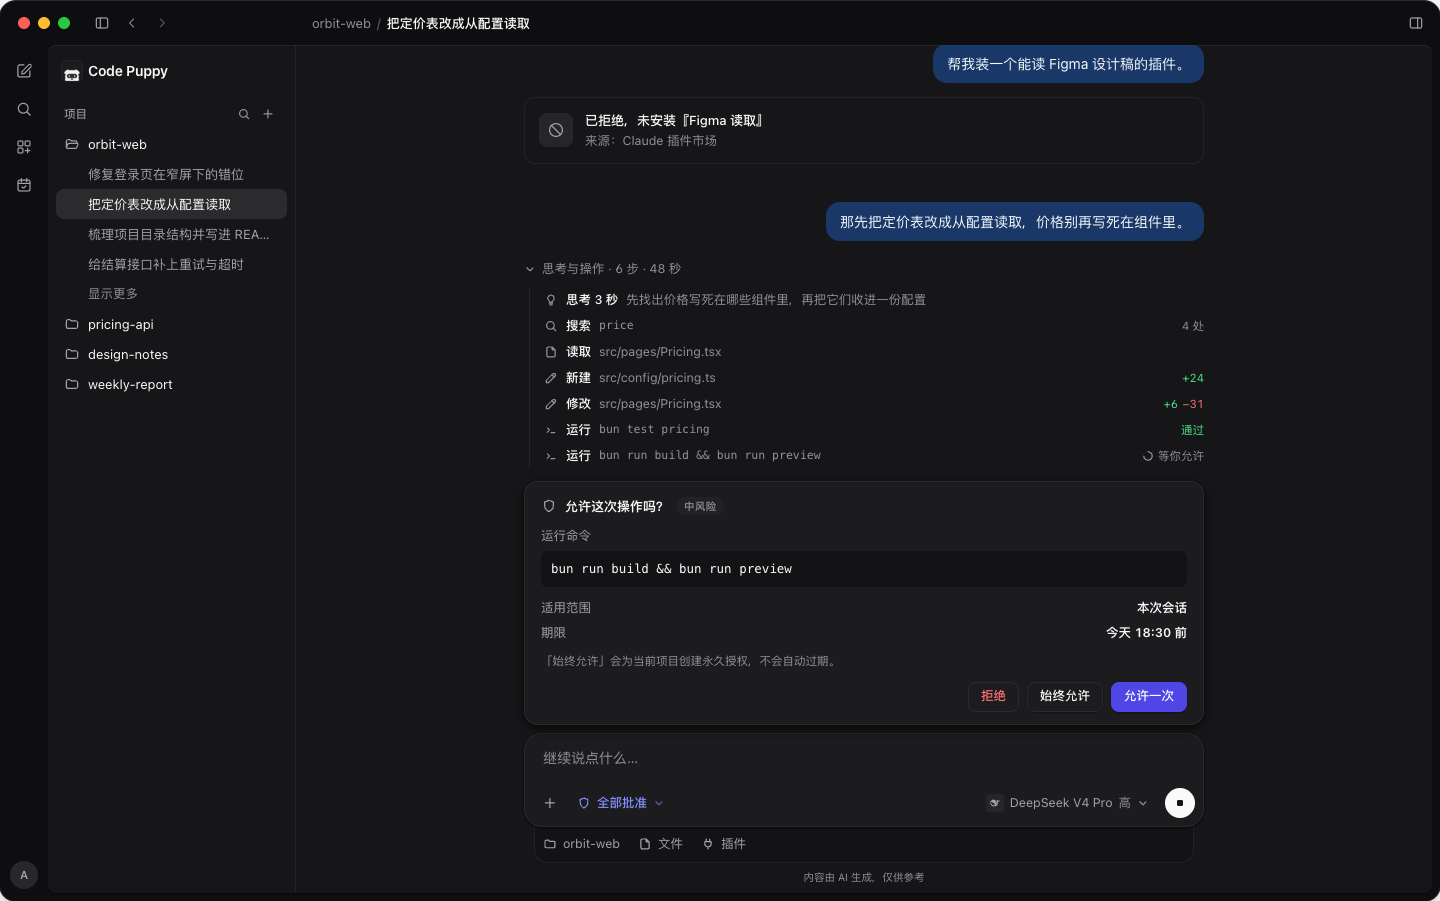 orbit-web / 把定价表改成从配置读取
Code Puppy
项目
orbit-web
修复登录页在窄屏下的错位
把定价表改成从配置读取
梳理项目目录结构并写进 REA...
给结算接口补上重试与超时
显示更多
pricing-api
design-notes
weekly-report
A
帮我装一个能读 Figma 设计稿的插件。
已拒绝，未安装『Figma 读取』
来源：Claude 插件市场
那先把定价表改成从配置读取，价格别再写死在组件里。
思考与操作 · 6 步 · 48 秒
思考 3 秒 先找出价格写死在哪些组件里，再把它们收进一份配置
搜索 price 4 处
读取 src/pages/Pricing.tsx
新建 src/config/pricing.ts +24
修改 src/pages/Pricing.tsx +6 −31
运行 bun test pricing 通过
运行 bun run build && bun run preview 等你允许
允许这次操作吗？ 中风险
运行命令
bun run build && bun run preview
适用范围 本次会话
期限 今天 18:30 前
「始终允许」会为当前项目创建永久授权，不会自动过期。
拒绝 始终允许 允许一次
继续说点什么...
全部批准 DeepSeek V4 Pro 高
orbit-web 文件 插件
内容由 AI 生成，仅供参考